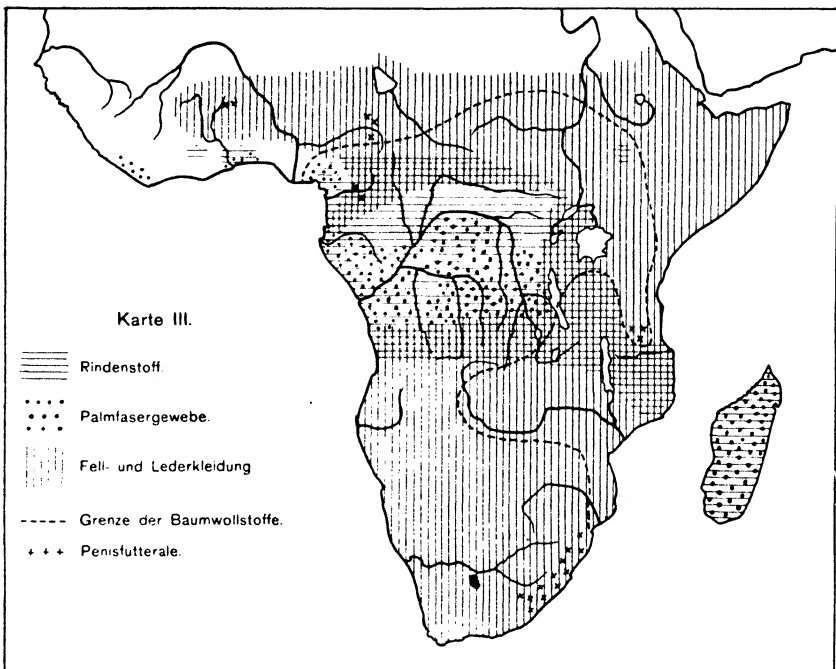 Karte III.
Rindenstoff.
Palmfasergewebe.
Fell- und Lederkleidung
Grenze der Baumwollstoffe.
Penisfutterale.